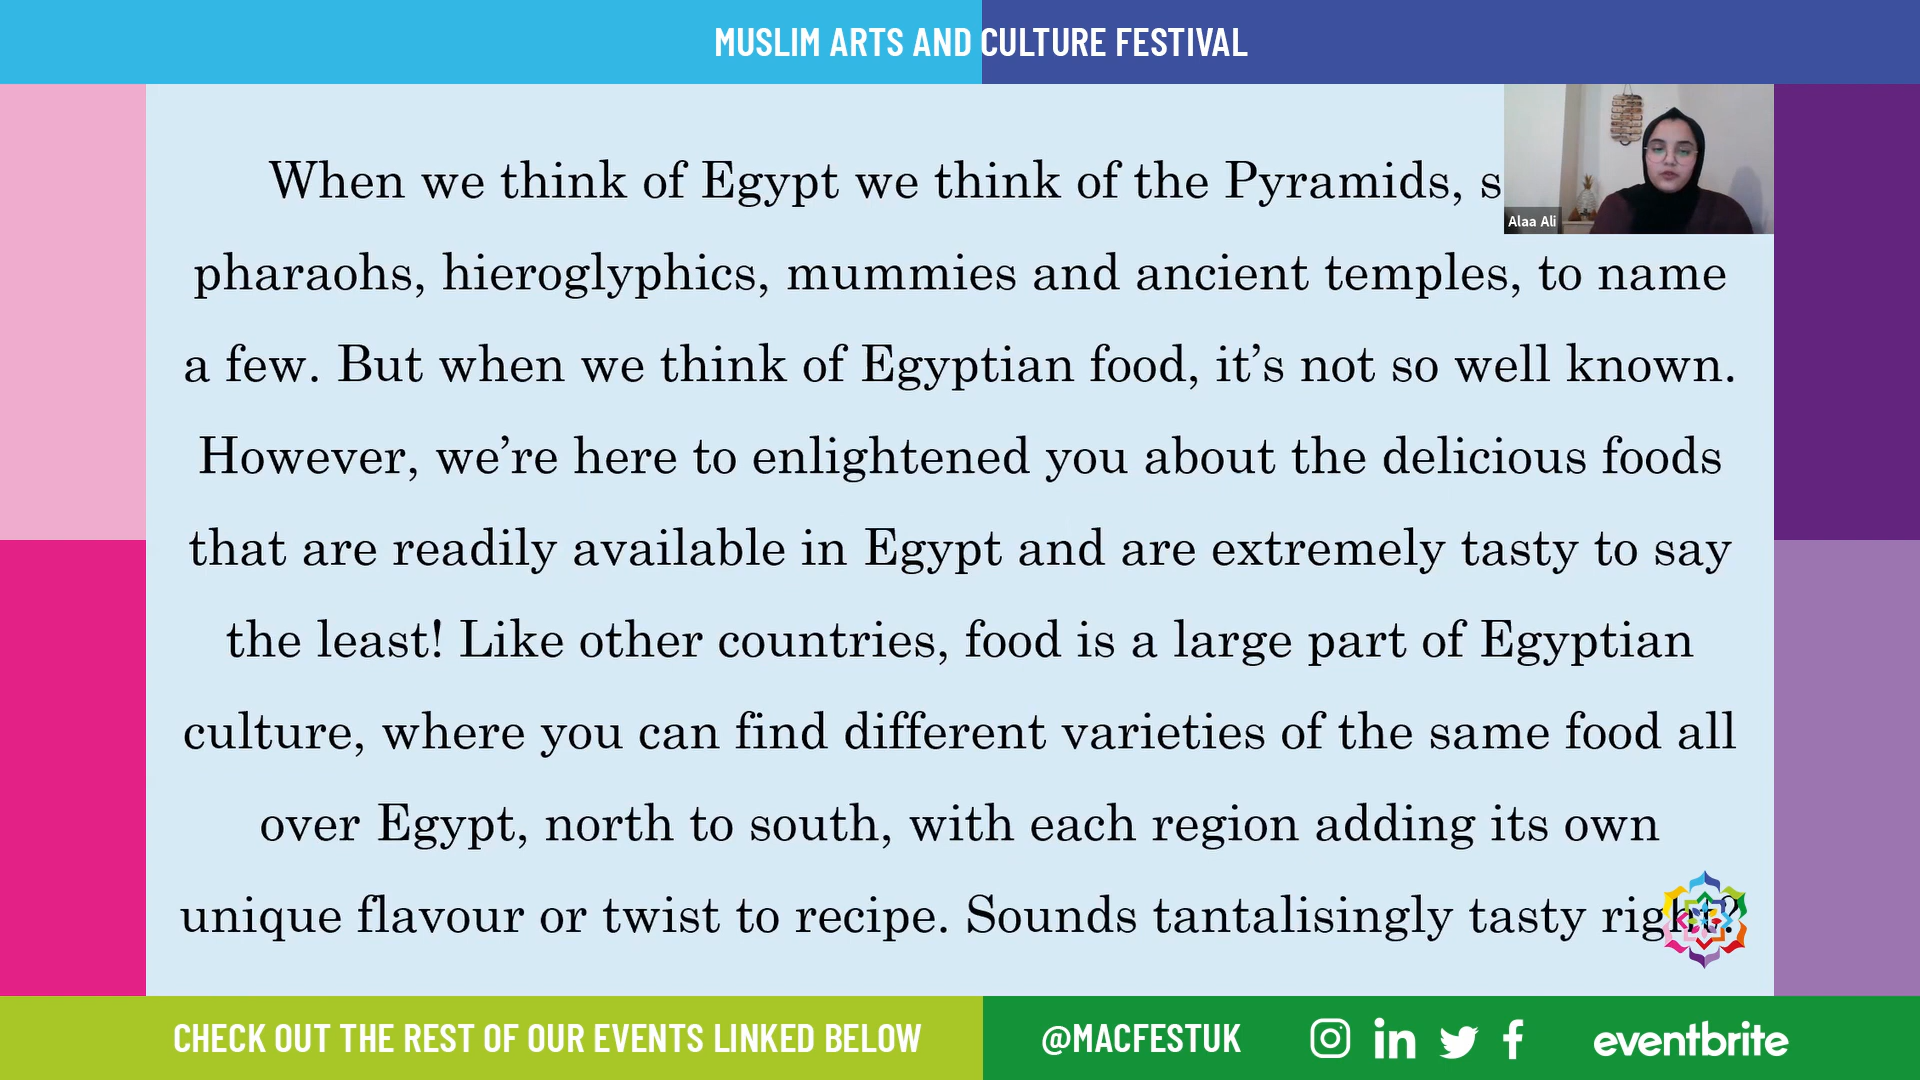 MUSLIM ARTS AND CULTURE FESTIVAL
When we think of Egypt we think of the Pyramids,
Alaa Ali
pharaohs, hieroglyphics, mummies and ancient temples, to name
a few. But when we think of Egyptian food, it’s not so well known.
However, we’re here to enlightened you about the delicious foods
that are readily available in Egypt and are extremely tasty to say
the least! Like other countries, food is a large part of Egyptian
culture, where you can find different varieties of the same food all
over Egypt, north to south, with each region adding its own
unique flavour or twist to recipe. Sounds tantalisingly tasty right?
CHECK OUT THE REST OF OUR EVENTS LINKED BELOW
@MACFESTUK
eventbrite